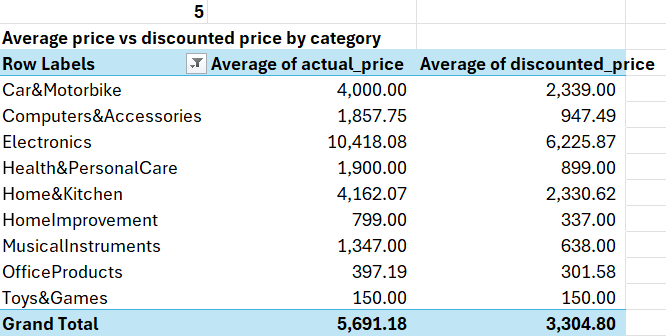 5
Average price vs discounted price by category
Row Labels Average of actual_price Average of discounted_price
Car&Motorbike 4,000.00 2,339.00
Computers&Accessories 1,857.75 947.49
Electronics 10,418.08 6,225.87
Health&PersonalCare 1,900.00 899.00
Home&Kitchen 4,162.07 2,330.62
HomeImprovement 799.00 337.00
MusicalInstruments 1,347.00 638.00
OfficeProducts 397.19 301.58
Toys&Games 150.00 150.00
Grand Total 5,691.18 3,304.80